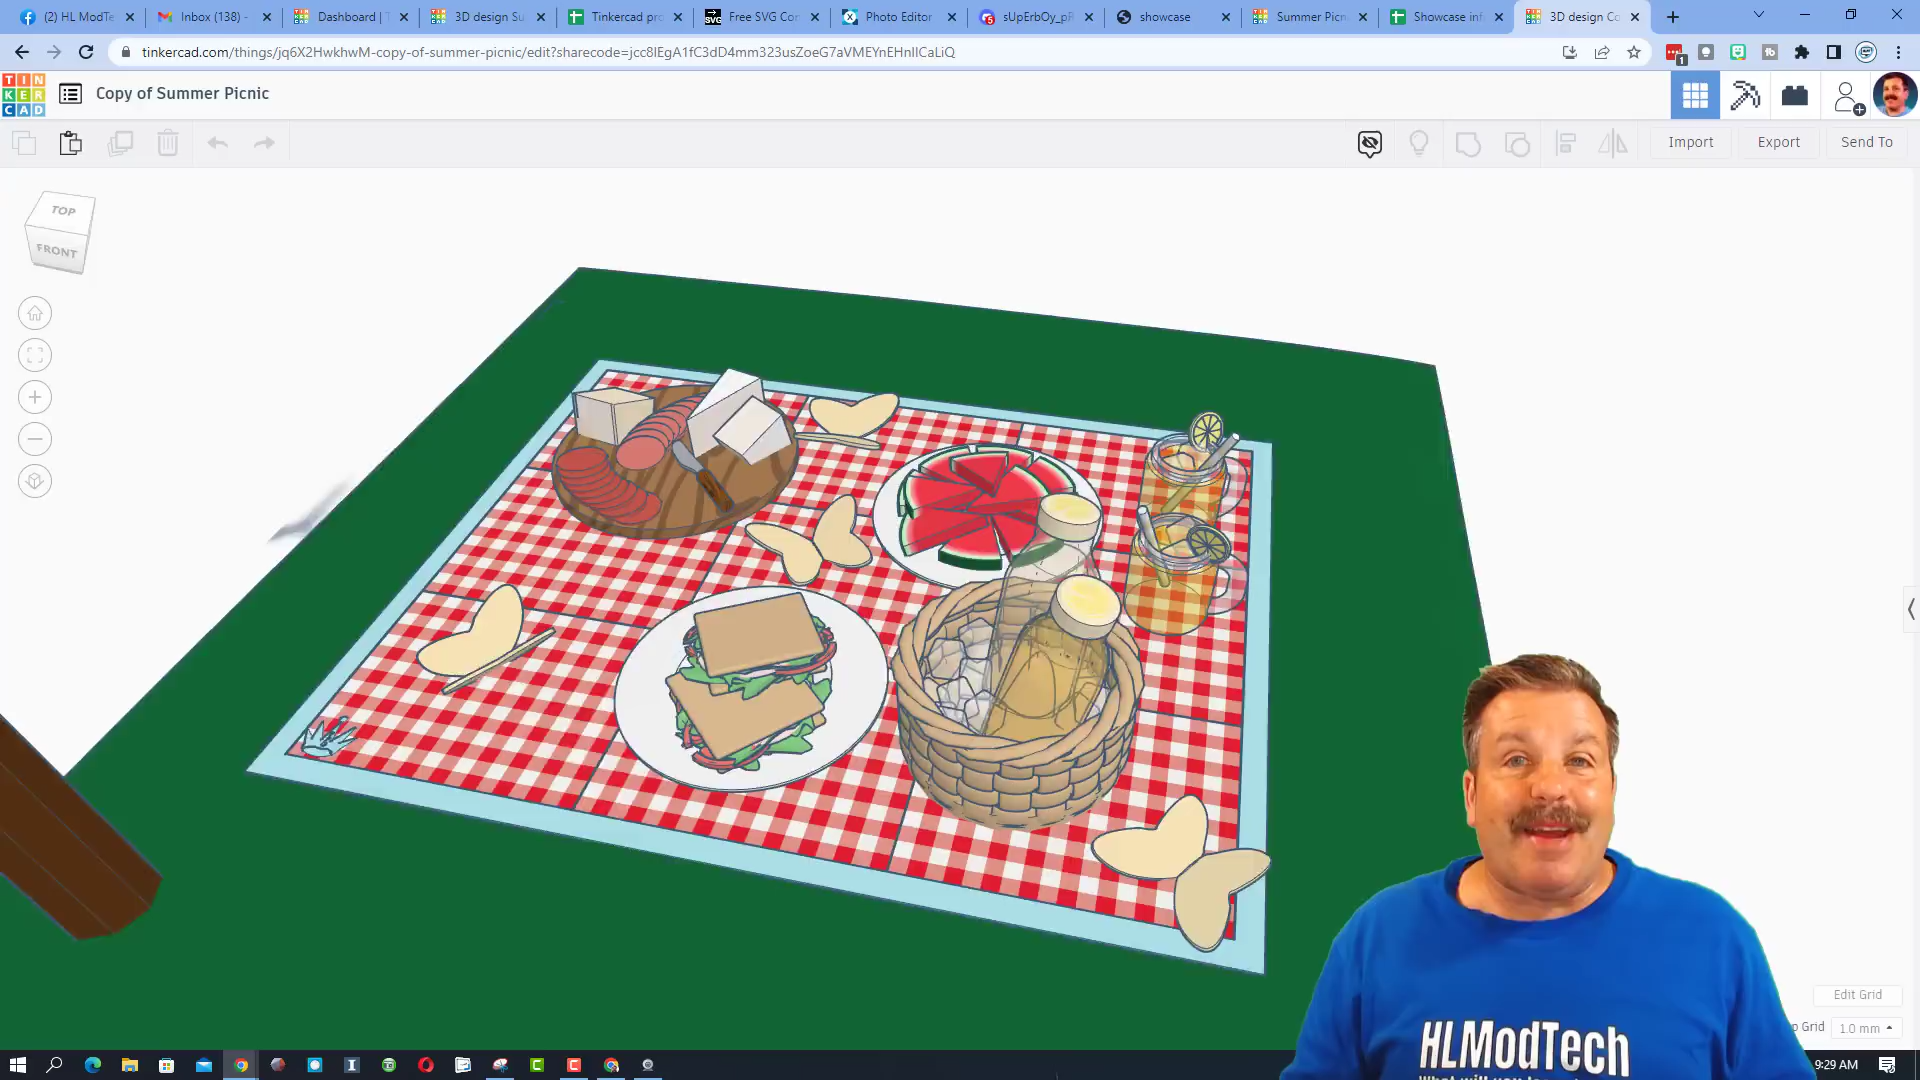 (2) HL ModTe
Inbox (138) -
Dashboard | T
3D design Su
Tinkercad pro
Free SVG Con
Photo Editor
sUpErbOy_pR
showcase
Summer Picn
Showcase inf
3D design Co
tinkercad.com/things/jq6X2HwkhwM-copy-of-summer-picnic/edit?sharecode=jcc8lEgA1fC3dD4mm323usZoeG7aVMEYnEHnIlCaLiQ
TIN
KER
CAD
Copy of Summer Picnic
Import
Export
Send To
TOP
FRONT
Edit Grid
p Grid
1.0 mm
HLModTech
9:29 AM